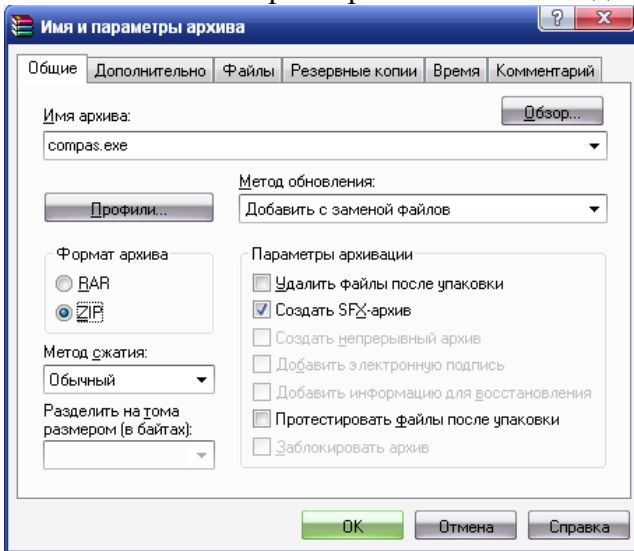 Имя и параметры архива
Общие Дополнительно Файлы Резервные копии Время Комментарий
Имя архива:
Обзор...
compas.exe
Метод обновления:
Профили...
Добавить с заменой файлов
Формат архива
Параметры архивации
RAR
Удалить файлы после упаковки
ZIP
Создать SFX-архив
Создать непрерывный архив
Метод сжатия:
Добавить электронную подпись
Обычный
Добавить информацию для восстановления
Разделить на тома
размером (в байтах):
Протестировать файлы после упаковки
Заблокировать архив
OK Отмена Справка